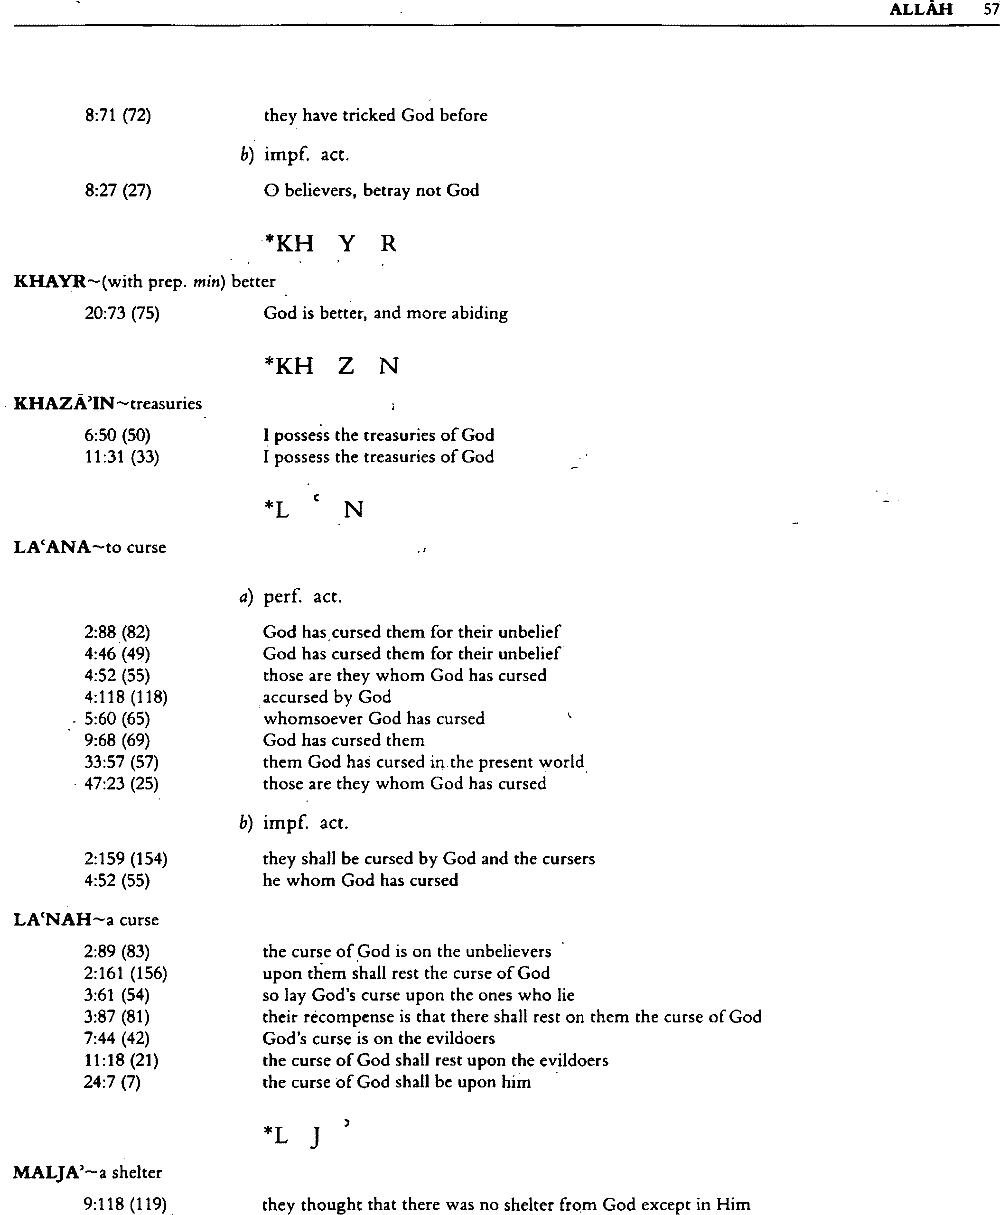 ALLĀH 57
8:71 (72) they have tricked God before
b) impf. act.
8:27 (27) O believers, betray not God
*KH Y R
KHAYR~(with prep. min) better
20:73 (75) God is better, and more abiding
*KH Z N
KHAZĀʾIN~treasuries
6:50 (50) I possess the treasuries of God
11:31 (33) I possess the treasuries of God
*L ʿ N
LAʿANA~to curse
a) perf. act.
2:88 (82) God has cursed them for their unbelief
4:46 (49) God has cursed them for their unbelief
4:52 (55) those are they whom God has cursed
4:118 (118) accursed by God
5:60 (65) whomsoever God has cursed
9:68 (69) God has cursed them
33:57 (57) them God has cursed in the present world
47:23 (25) those are they whom God has cursed
b) impf. act.
2:159 (154) they shall be cursed by God and the cursers
4:52 (55) he whom God has cursed
LAʿNAH~a curse
2:89 (83) the curse of God is on the unbelievers
2:161 (156) upon them shall rest the curse of God
3:61 (54) so lay God's curse upon the ones who lie
3:87 (81) their recompense is that there shall rest on them the curse of God
7:44 (42) God's curse is on the evildoers
11:18 (21) the curse of God shall rest upon the evildoers
24:7 (7) the curse of God shall be upon him
*L J ʾ
MALJAʾ~a shelter
9:118 (119) they thought that there was no shelter from God except in Him